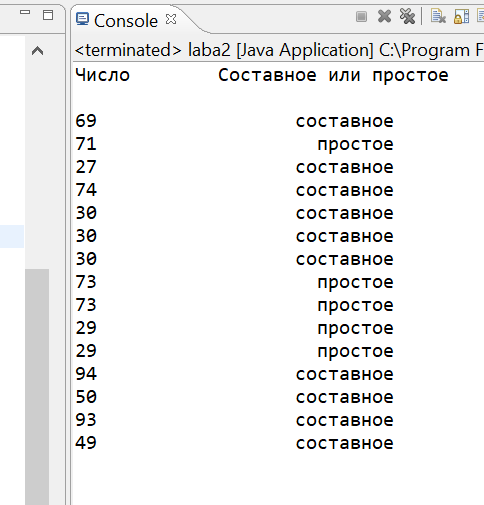 Console
<terminated> laba2 [Java Application] C:\Program F
Число Составное или простое
69 составное
71 простое
27 составное
74 составное
30 составное
30 составное
30 составное
73 простое
73 простое
29 простое
29 простое
94 составное
50 составное
93 составное
49 составное